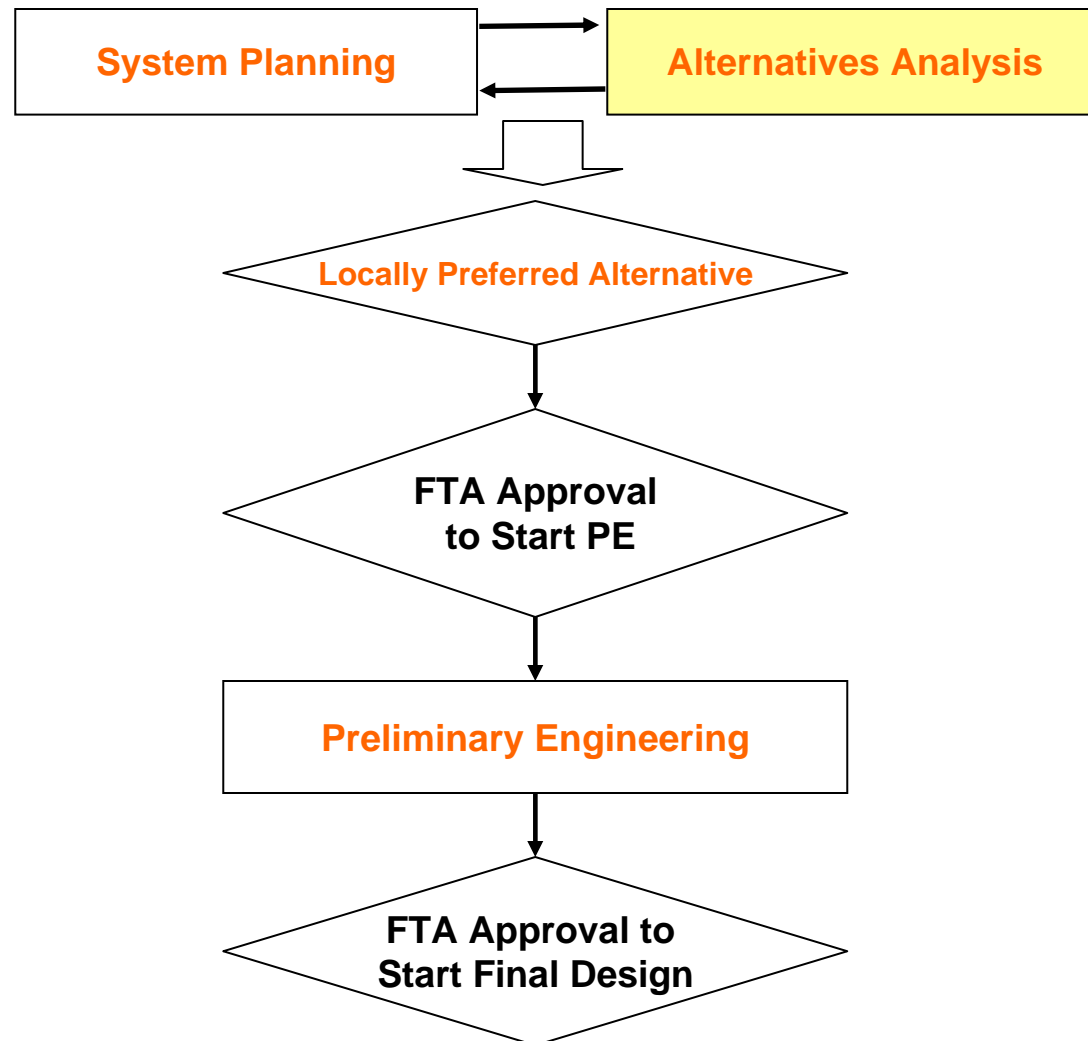 System Planning
Alternatives Analysis
Locally Preferred Alternative
FTA Approval
to Start PE
Preliminary Engineering
FTA Approval to
Start Final Design